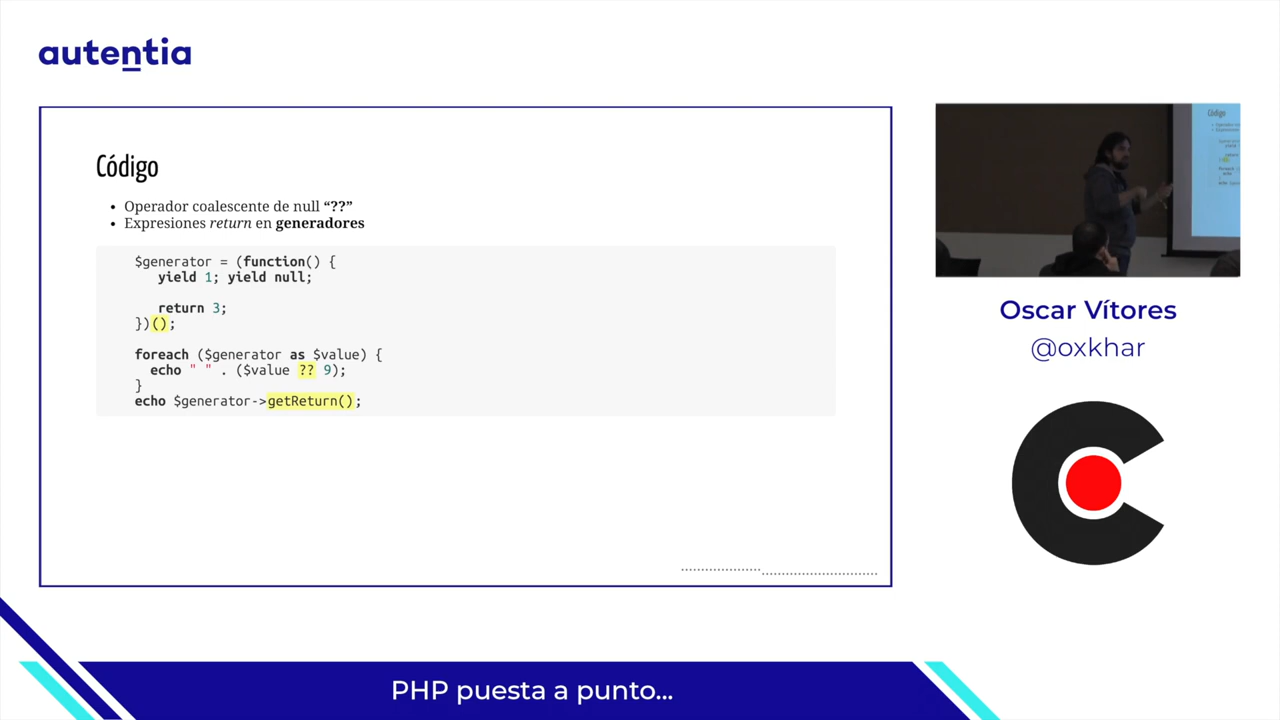 autentia
Código
• Operador coalescente de null “??”
• Expresiones return en generadores
$generator = (function() {
yield 1; yield null;
return 3;
})();
foreach ($generator as $value) {
echo " " . ($value ?? 9);
}
echo $generator->getReturn();
Código
Oscar Vítores
@oxkhar
PHP puesta a punto...